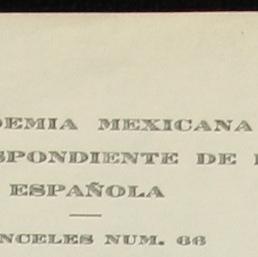 DEMIA MEXICANA
SPONDIENTE DE
ESPAÑOLA
NCELES NUM. 66